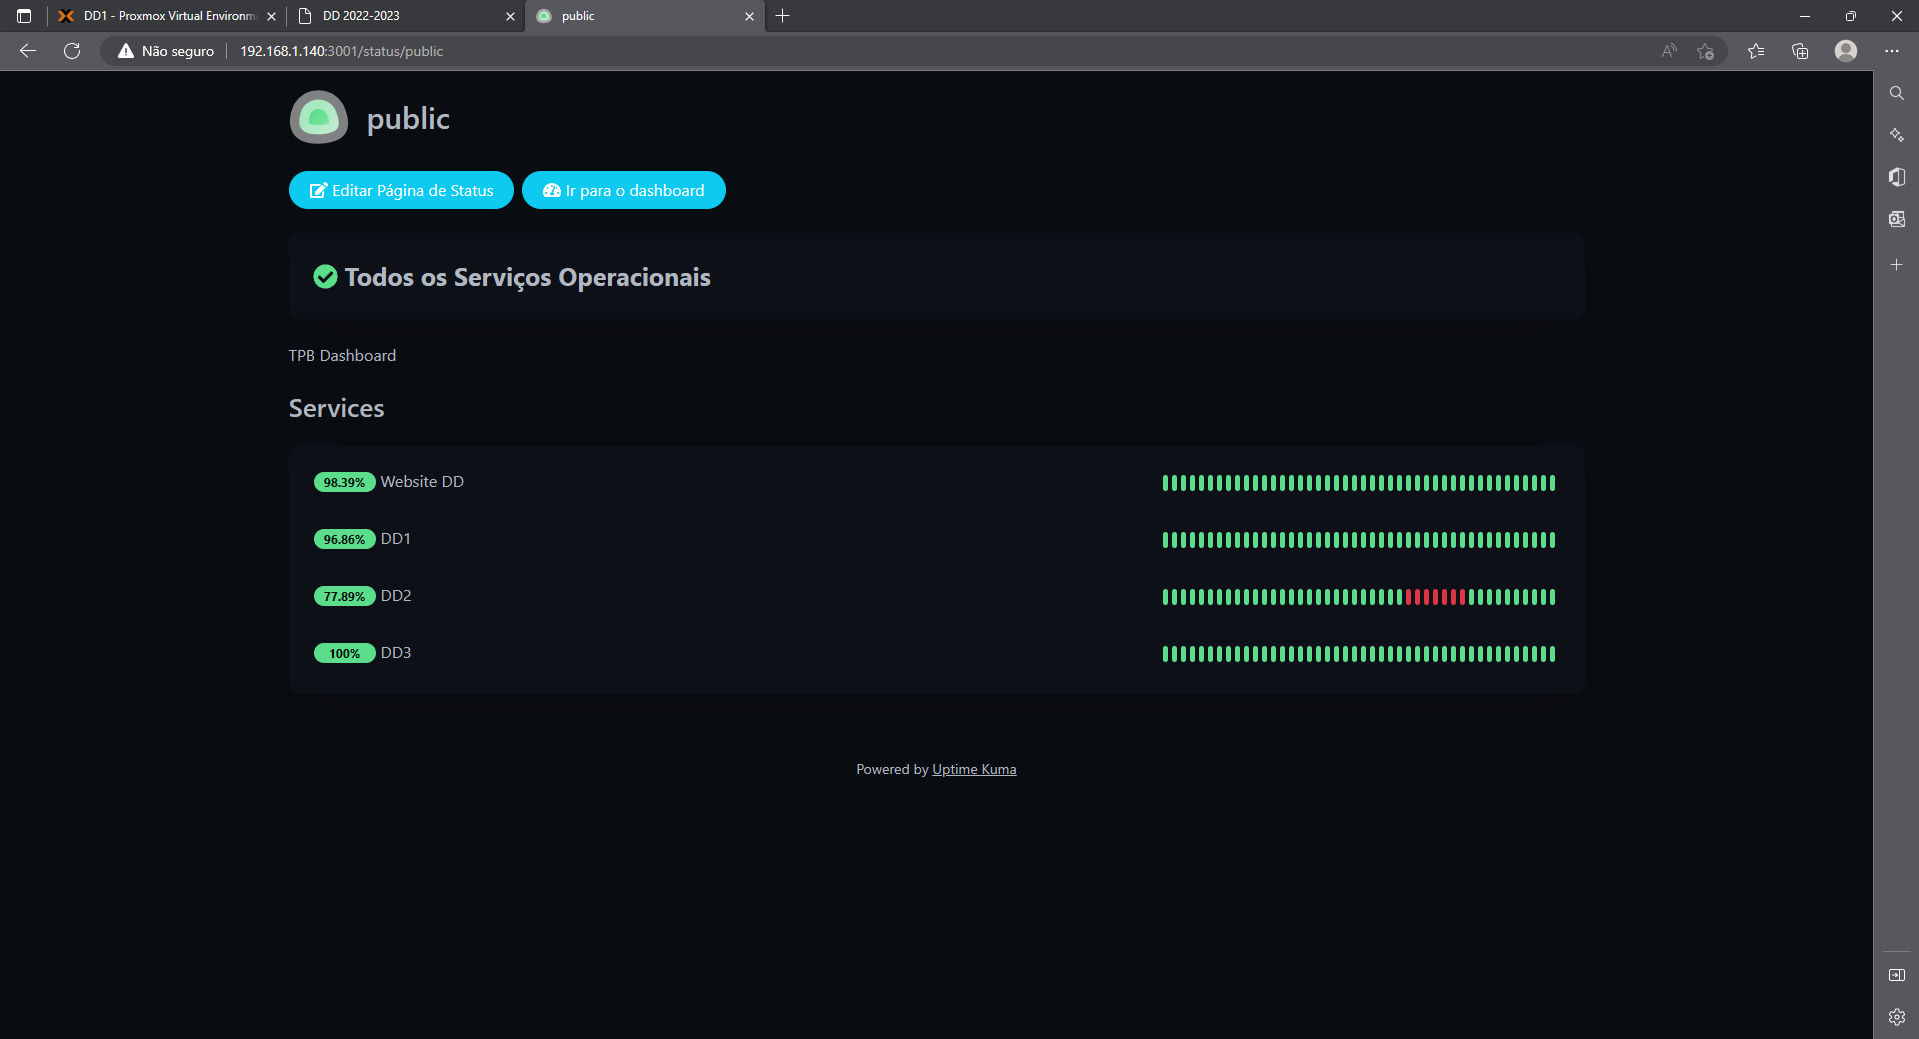 DD1 - Proxmox Virtual Environm
DD 2022-2023
public
Não seguro
192.168.1.140:3001/status/public
public
Editar Página de Status
Ir para o dashboard
Todos os Serviços Operacionais
TPB Dashboard
Services
98.39% Website DD
96.86% DD1
77.89% DD2
100% DD3
Powered by Uptime Kuma